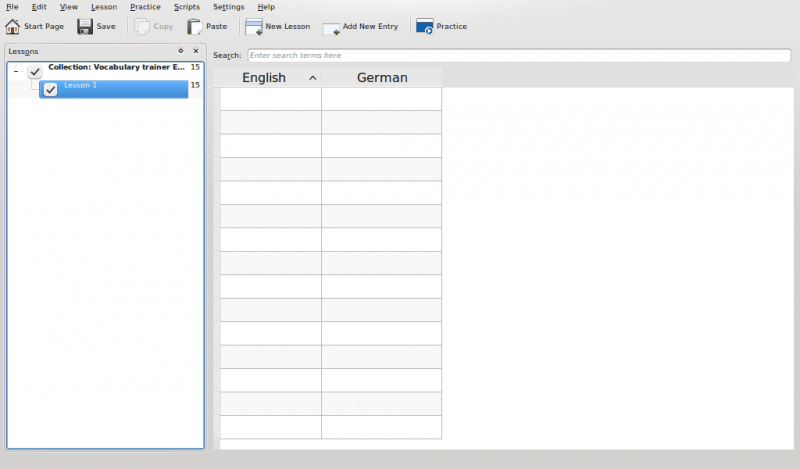 File Edit View Lesson Practice Scripts Settings Help
Start Page Save Copy Paste New Lesson Add New Entry Practice
Lessons
Search: Enter search terms here
Collection: Vocabulary trainer E... 15
Lesson 1 15
English German